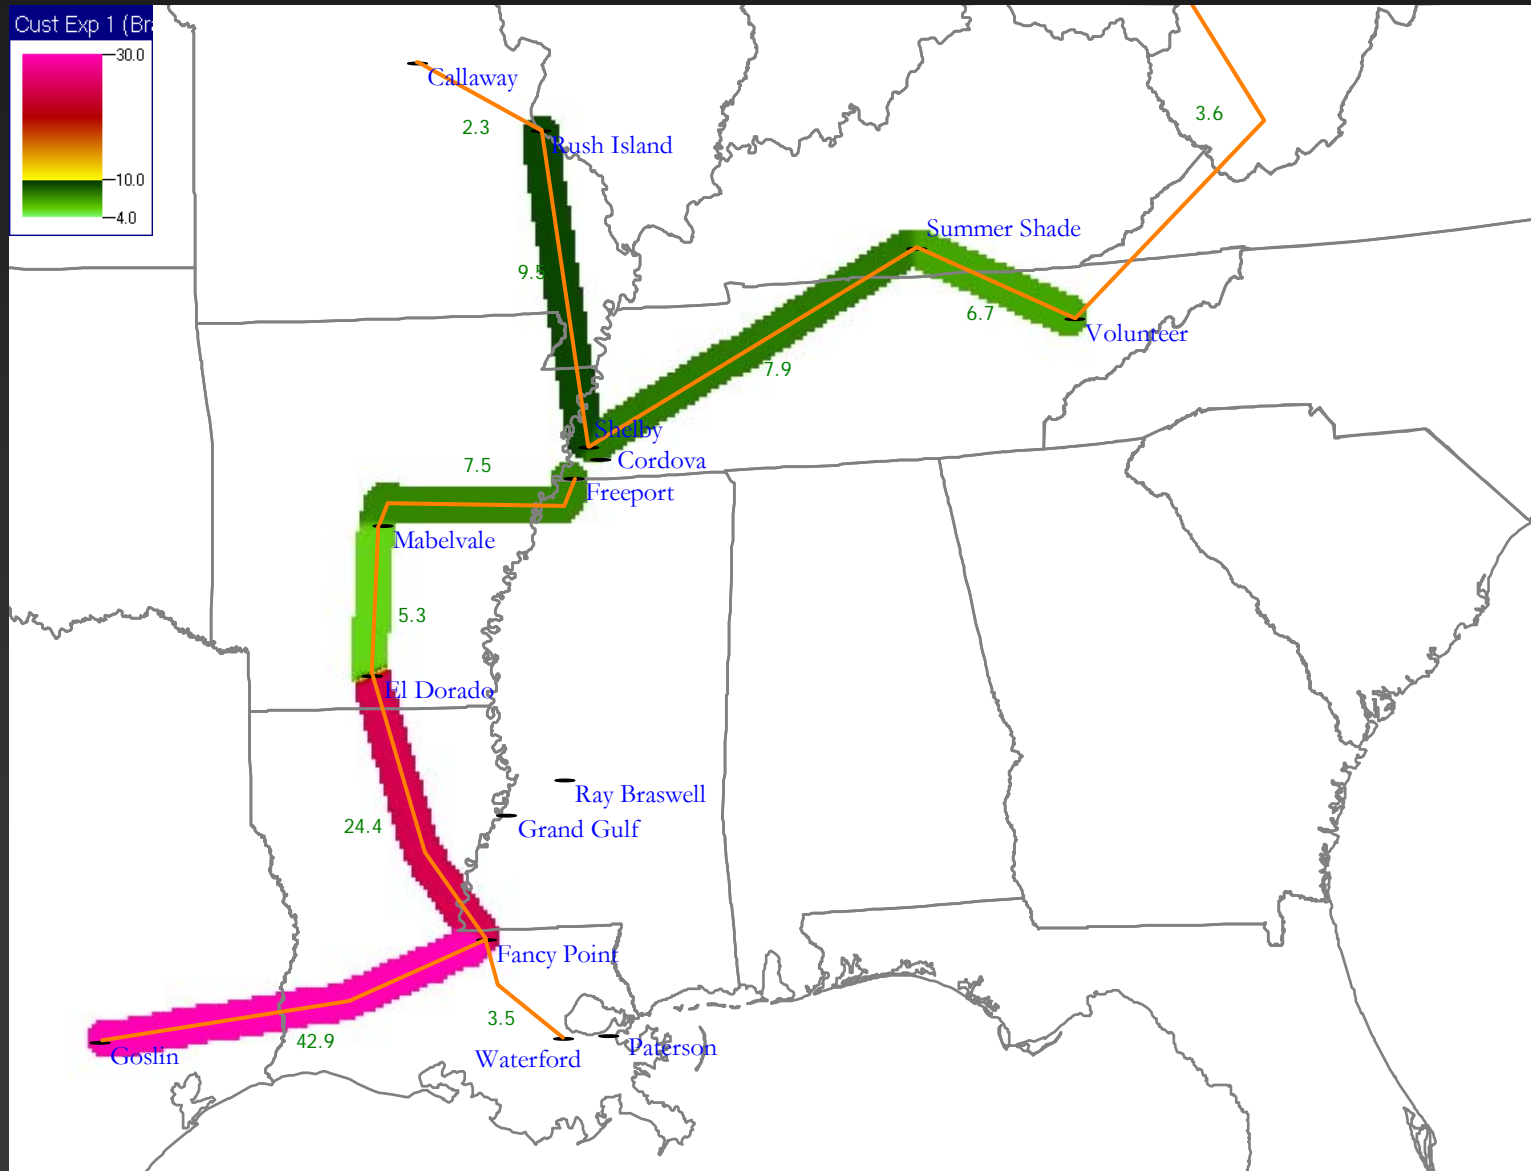 Cust Exp 1 (Bra
30.0
10.0
4.0
Callaway
2.3
Rush Island
3.6
Summer Shade
9.5
6.7
Volunteer
7.9
Shelby
Cordova
7.5
Freeport
Mabelvale
5.3
El Dorado
Ray Braswell
24.4
Grand Gulf
Fancy Point
3.5
42.9
Goslin
Waterford
Paterson